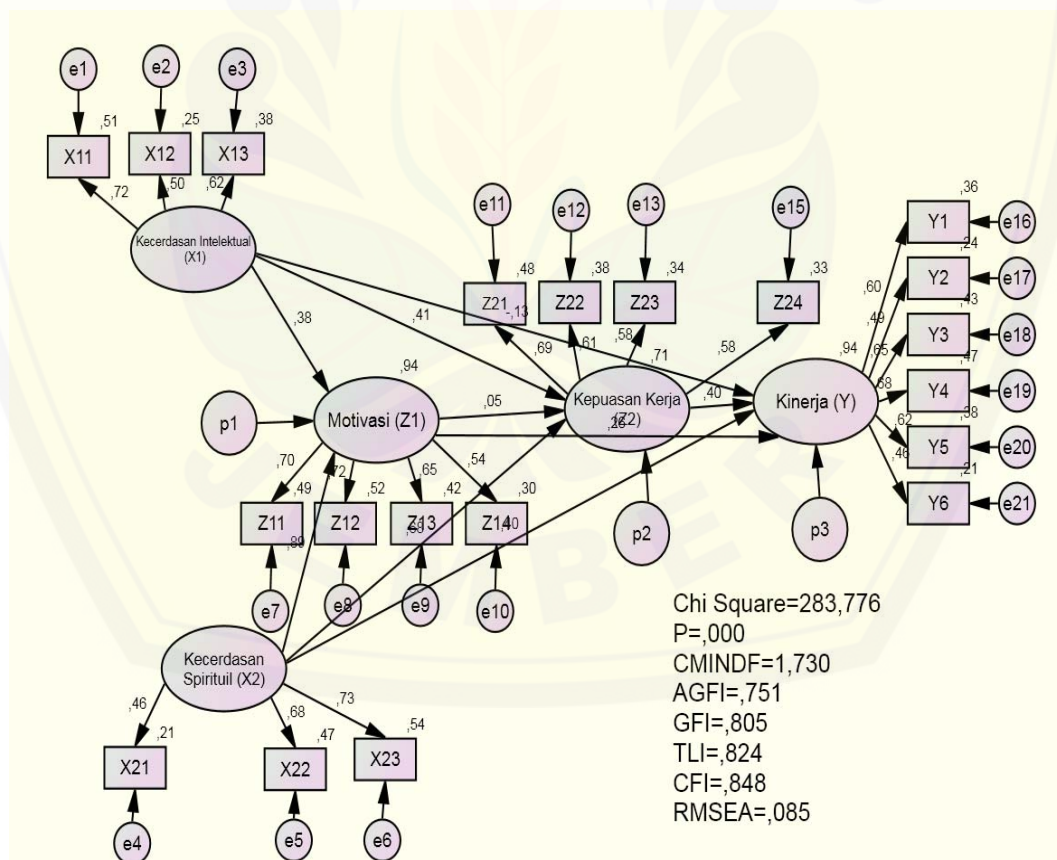 e1
e2
e3
,51
,25
,38
X11
X12
X13
,72
,50
,62
Kecerdasan Intelektual
(X1)
e11
e12
e13
e15
,48
,38
,34
,33
Z21
Z22
Z23
Z24
-,13
,69
,61
,58
,58
,36
Y1
e16
,24
Y2
e17
,43
Y3
e18
,47
Y4
e19
,38
Y5
e20
,21
Y6
e21
,60
,49
,65
,68
,62
,46
,38
,41
,71
,94
,94
p1
Motivasi (Z1)
,05
Kepuasan Kerja
(Z2)
,40
Kinerja (Y)
,70
,72
,65
,54
,49
,52
,42
,30
Z11
Z12
Z13
Z14
,89
e7
e8
e9
e10
p2
p3
Kecerdasan
Spirituil (X2)
,46
,68
,73
,21
,47
,54
X21
X22
X23
e4
e5
e6
Chi Square=283,776
P=,000
CMINDF=1,730
AGFI=,751
GFI=,805
TLI=,824
CFI=,848
RMSEA=,085